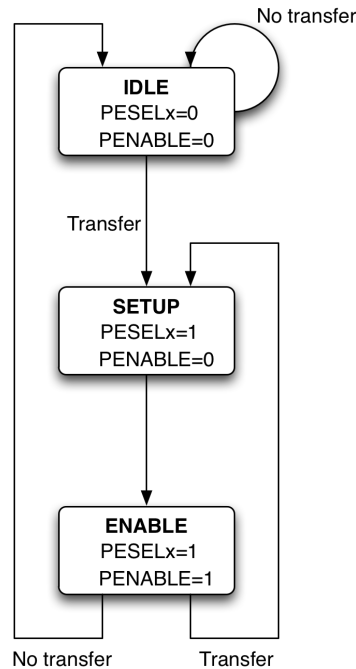 No transfer
IDLE
PESELx=0
PENABLE=0
Transfer
SETUP
PESELx=1
PENABLE=0
ENABLE
PESELx=1
PENABLE=1
No transfer
Transfer